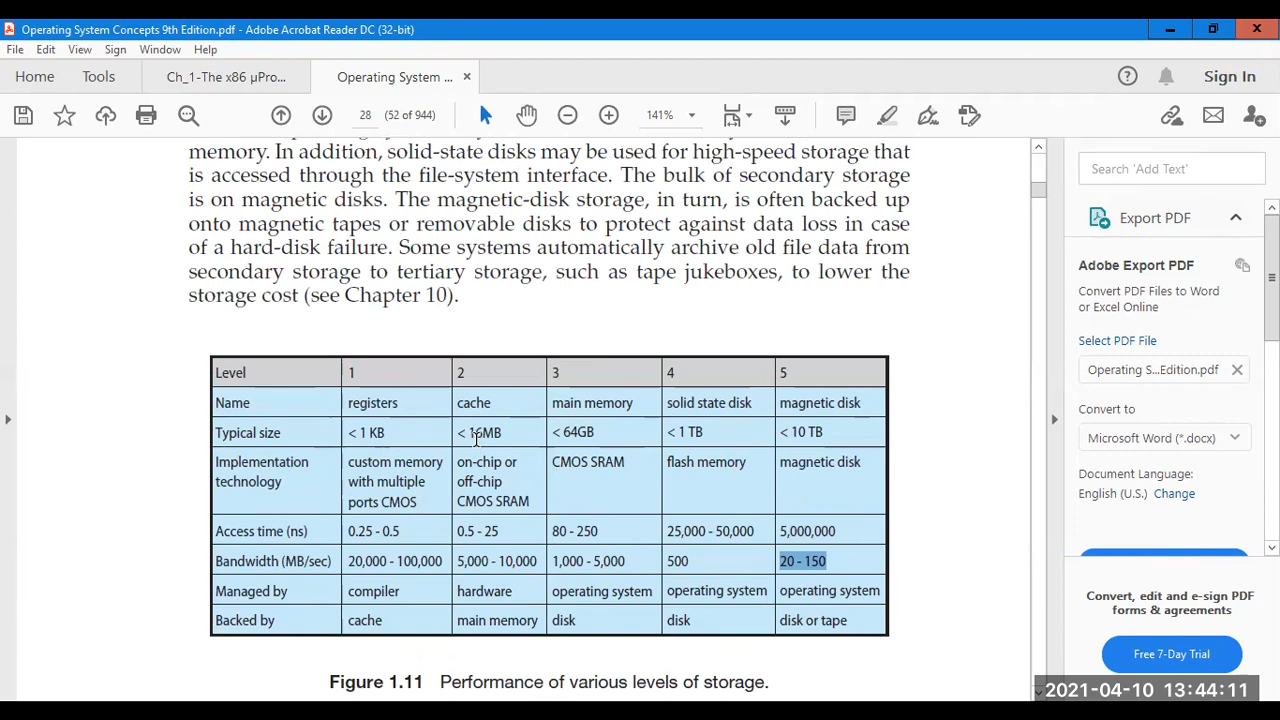 Operating System Concepts 9th Edition.pdf - Adobe Acrobat Reader DC (32-bit)
File Edit View Sign Window Help
Home Tools Ch_1-The x86 µPro... Operating System ... × Sign In
28 (52 of 944) 141%
memory. In addition, solid-state disks may be used for high-speed storage that
is accessed through the file-system interface. The bulk of secondary storage
is on magnetic disks. The magnetic-disk storage, in turn, is often backed up
onto magnetic tapes or removable disks to protect against data loss in case
of a hard-disk failure. Some systems automatically archive old file data from
secondary storage to tertiary storage, such as tape jukeboxes, to lower the
storage cost (see Chapter 10).
Level 1 2 3 4 5
Name registers cache main memory solid state disk magnetic disk
Typical size < 1 KB < 16MB < 64GB < 1 TB < 10 TB
Implementation technology custom memory with multiple ports CMOS on-chip or off-chip CMOS SRAM CMOS SRAM flash memory magnetic disk
Access time (ns) 0.25 - 0.5 0.5 - 25 80 - 250 25,000 - 50,000 5,000,000
Bandwidth (MB/sec) 20,000 - 100,000 5,000 - 10,000 1,000 - 5,000 500 20 - 150
Managed by compiler hardware operating system operating system operating system
Backed by cache main memory disk disk disk or tape
Figure 1.11 Performance of various levels of storage.
Search 'Add Text'
Export PDF
Adobe Export PDF
Convert PDF Files to Word
or Excel Online
Select PDF File
Operating S...Edition.pdf
Convert to
Microsoft Word (*.docx)
Document Language:
English (U.S.) Change
Convert, edit and e-sign PDF
forms & agreements
Free 7-Day Trial
2021-04-10 13:44:11